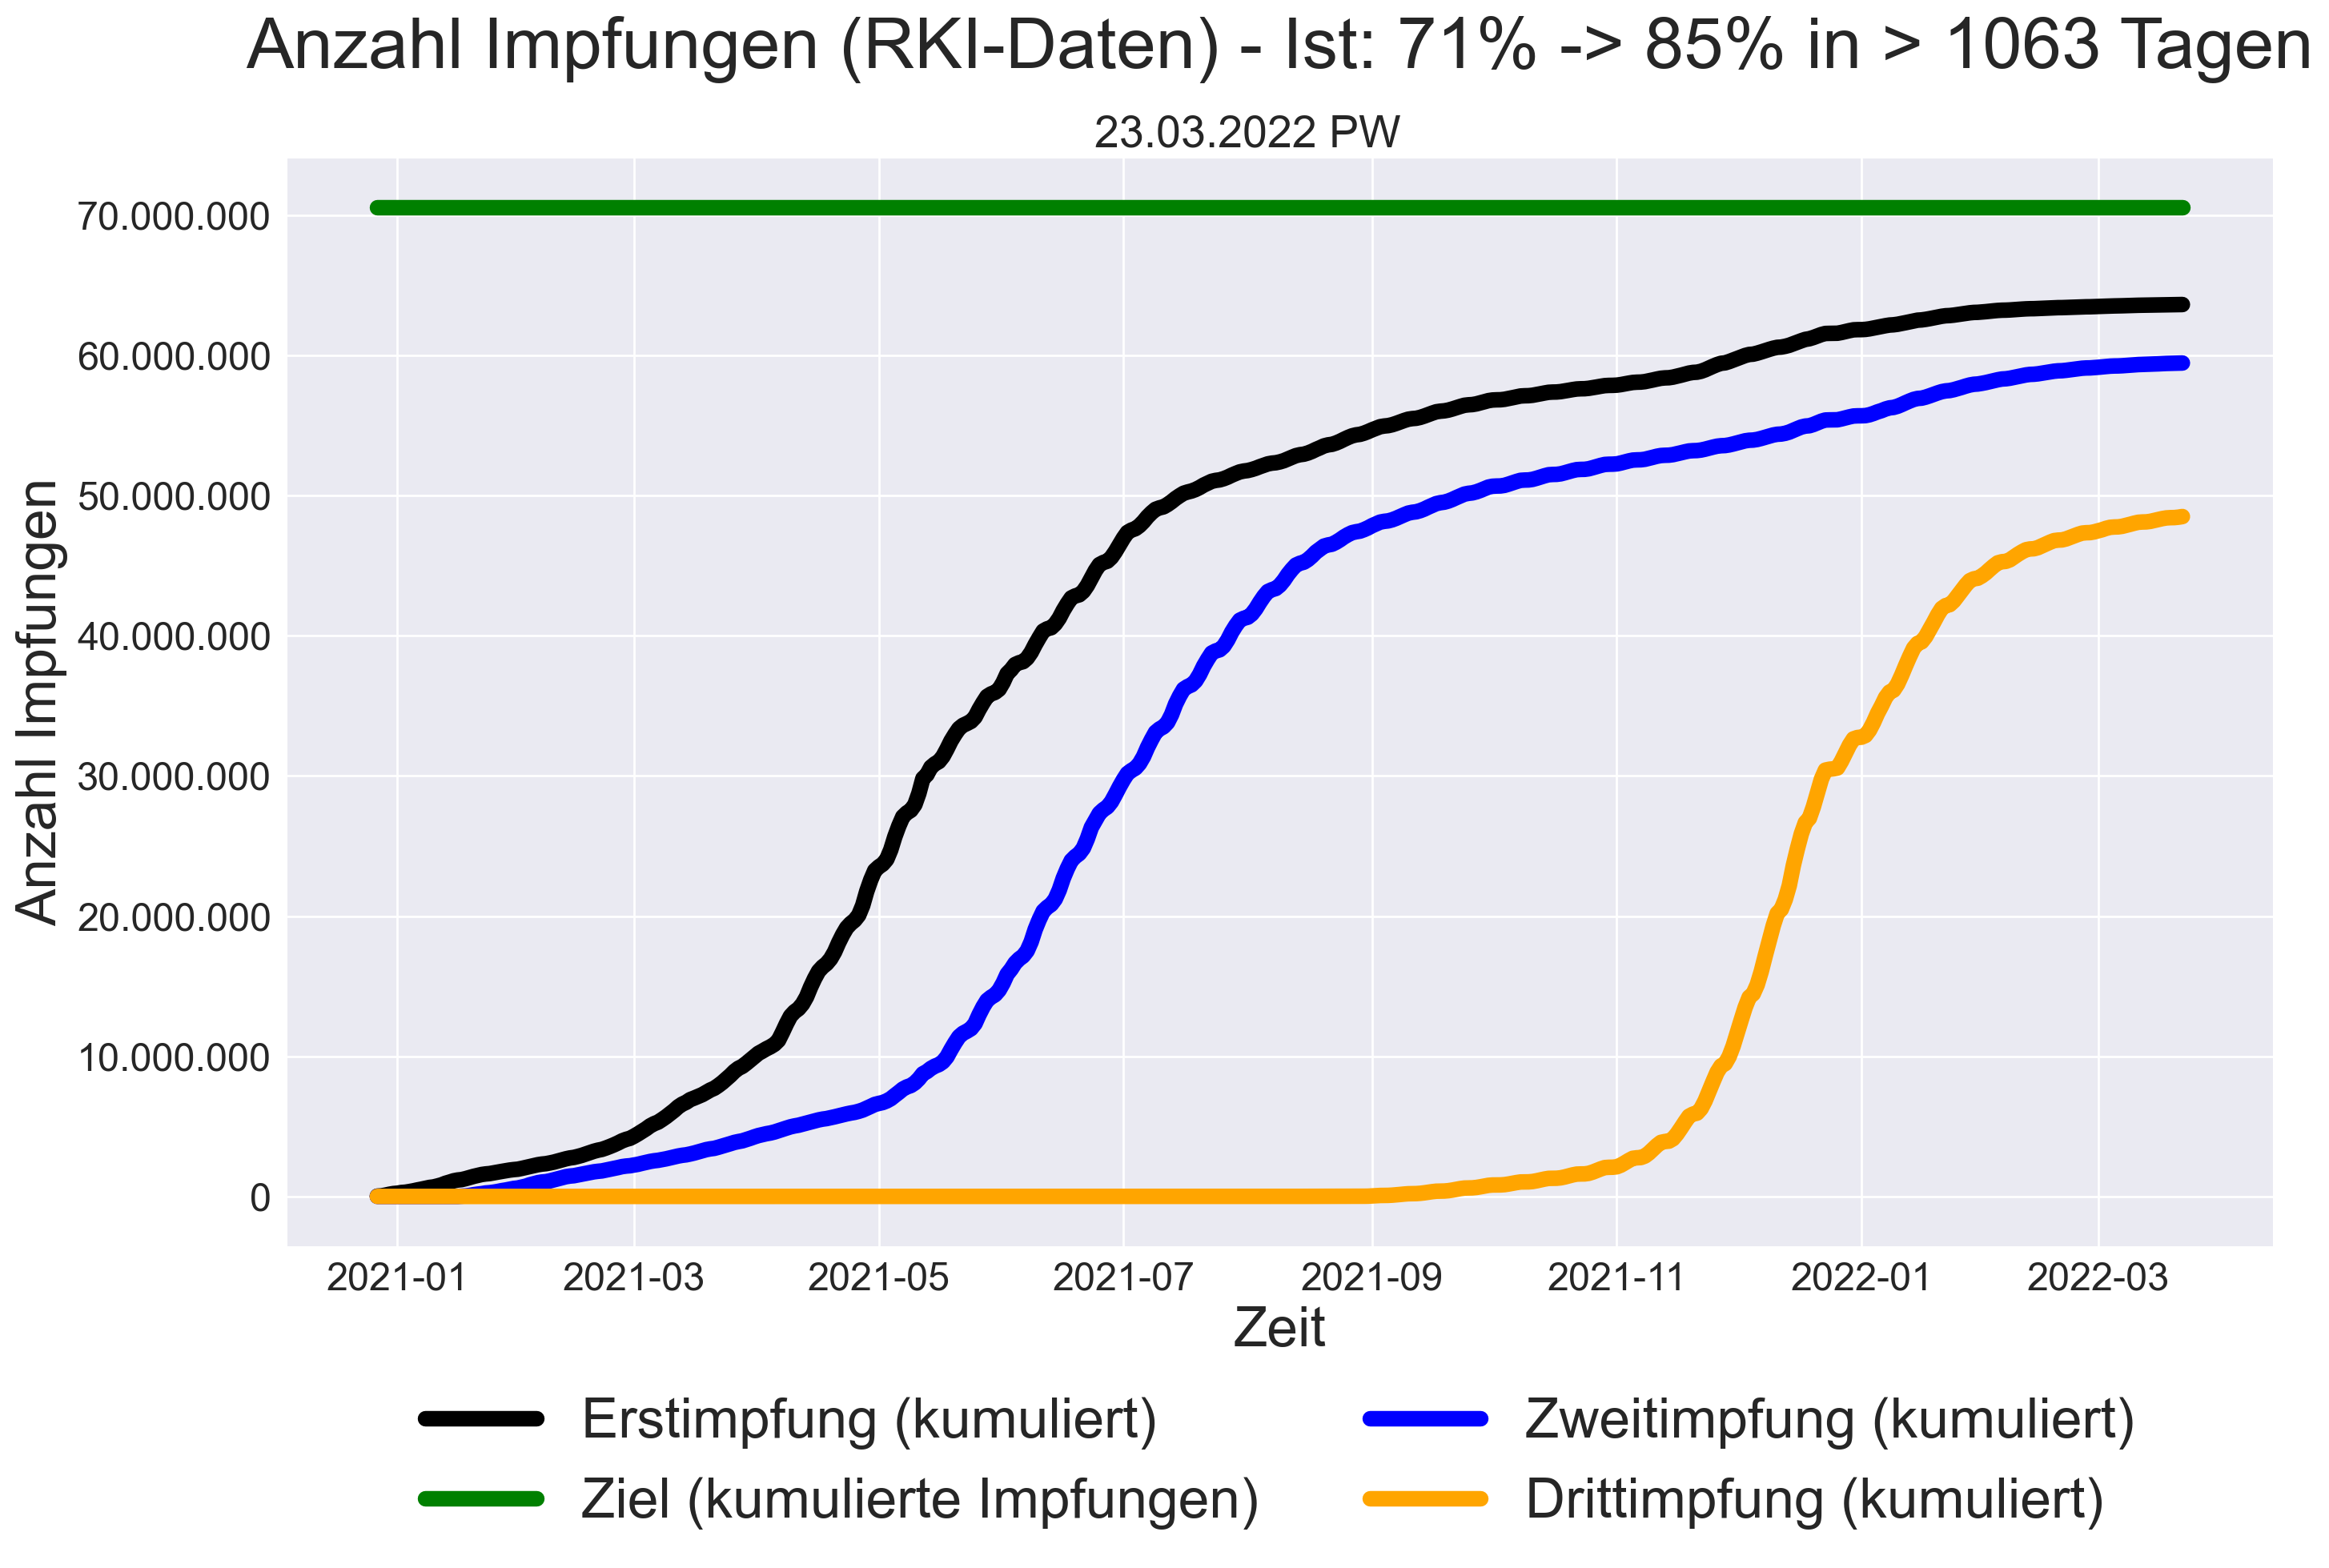 Anzahl Impfungen (RKI-Daten) - Ist: 71% -> 85% in > 1063 Tagen
23.03.2022 PW
Anzahl Impfungen
70.000.000
60.000.000
50.000.000
40.000.000
30.000.000
20.000.000
10.000.000
0
2021-01 2021-03 2021-05 2021-07 2021-09 2021-11 2022-01 2022-03
Zeit
Erstimpfung (kumuliert) Zweitimpfung (kumuliert)
Ziel (kumulierte Impfungen) Drittimpfung (kumuliert)